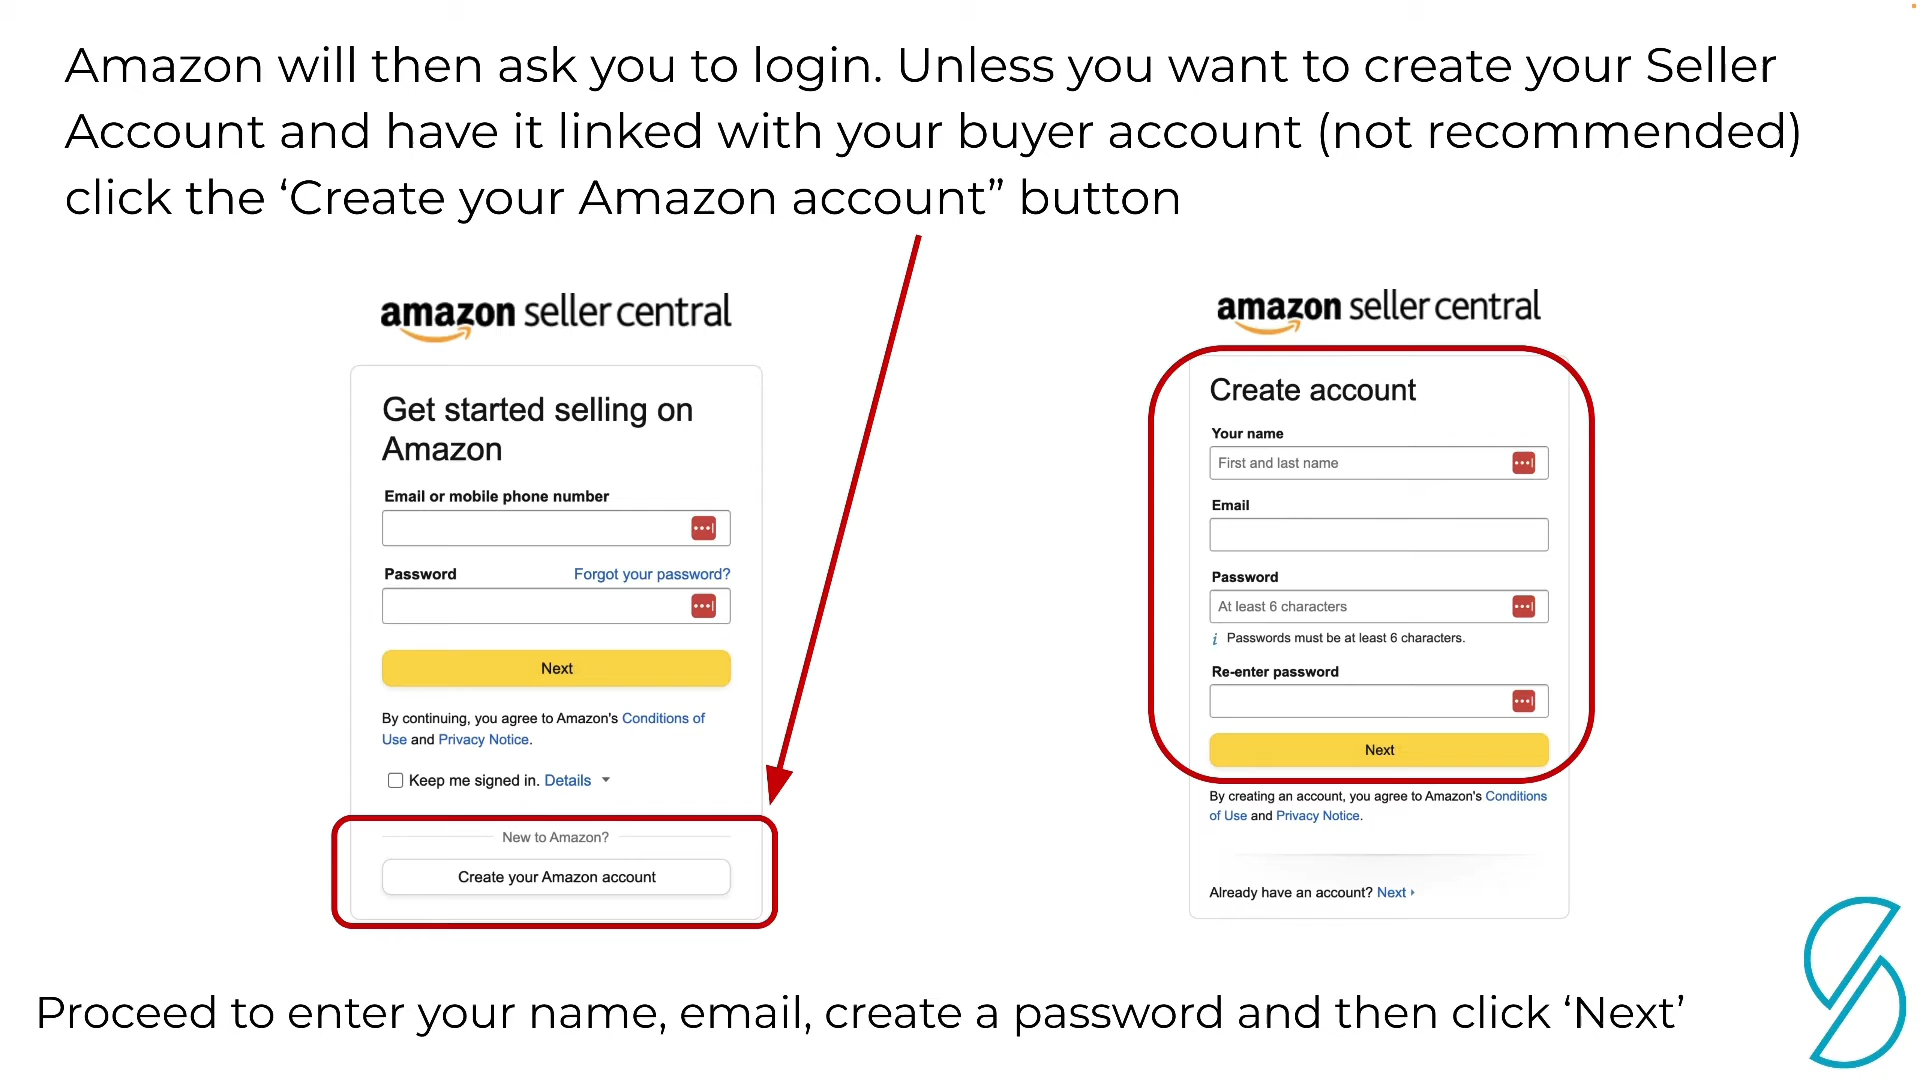 Amazon will then ask you to login. Unless you want to create your Seller
Account and have it linked with your buyer account (not recommended)
click the ‘Create your Amazon account” button
amazon seller central
Get started selling on
Amazon
Email or mobile phone number
Password Forgot your password?
Next
By continuing, you agree to Amazon's Conditions of
Use and Privacy Notice.
Keep me signed in. Details
New to Amazon?
Create your Amazon account
amazon seller central
Create account
Your name
First and last name
Email
Password
At least 6 characters
i Passwords must be at least 6 characters.
Re-enter password
Next
By creating an account, you agree to Amazon's Conditions
of Use and Privacy Notice.
Already have an account? Next
Proceed to enter your name, email, create a password and then click ‘Next’